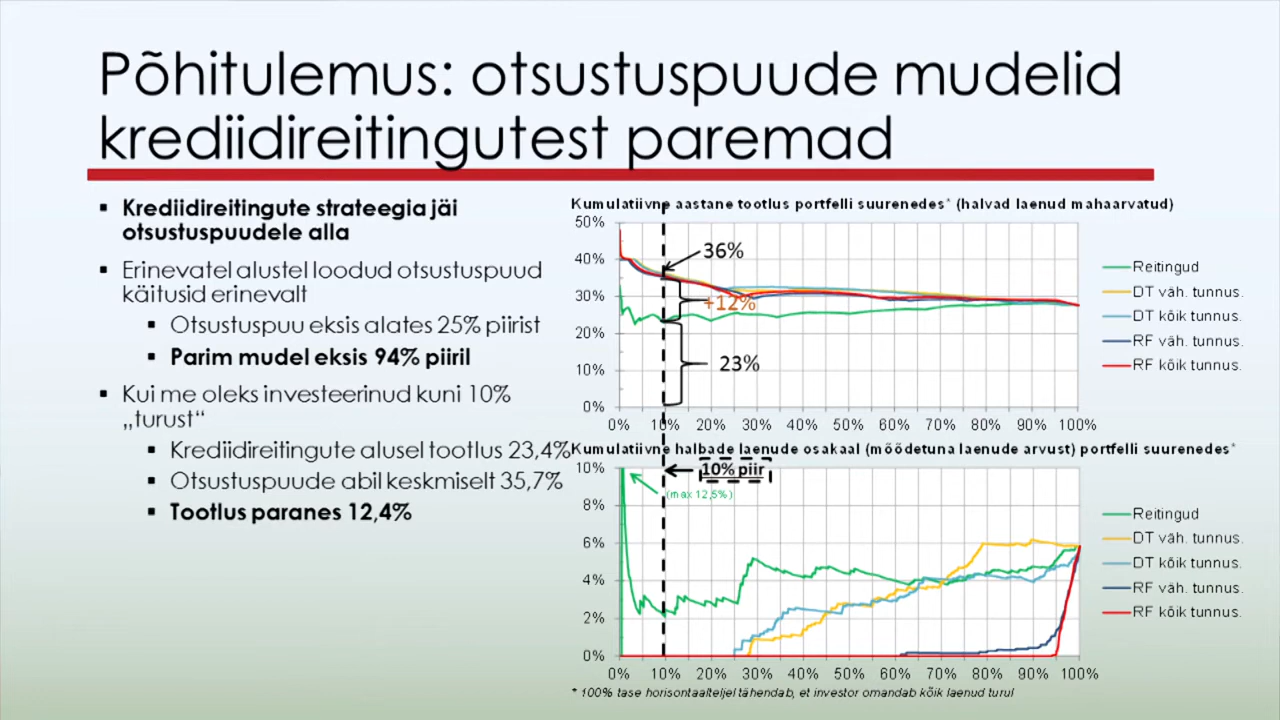 Põhitulemus: otsustuspuude mudelid
krediidireitingutest paremad
▪ Krediidireitingute strateegia jäi
otsustuspuudele alla
▪ Erinevatel alustel loodud otsustuspuud
käitusid erinevalt
▪ Otsustuspuu eksis alates 25% piirist
▪ Parim mudel eksis 94% piiril
▪ Kui me oleks investeerinud kuni 10%
„turust“
▪ Krediidireitingute alusel tootlus 23,4%
▪ Otsustuspuude abil keskmiselt 35,7%
▪ Tootlus paranes 12,4%
Kumulatiivne aastane tootlus portfelli suurenedes* (halvad laenud mahaarvatud)
50%
40%
30%
20%
10%
0%
36%
+12%
23%
0% 10% 20% 30% 40% 50% 60% 70% 80% 90% 100%
Reitingud
DT väh. tunnus.
DT kõik tunnus.
RF väh. tunnus.
RF kõik tunnus.
Kumulatiivne halbade laenude osakaal (mõõdetuna laenude arvust) portfelli suurenedes*
10%
8%
6%
4%
2%
0%
10% piir
(max 12,5%)
0% 10% 20% 30% 40% 50% 60% 70% 80% 90% 100%
Reitingud
DT väh. tunnus.
DT kõik tunnus.
RF väh. tunnus.
RF kõik tunnus.
* 100% tase horisontaalteljel tähendab, et investor omandab kõik laenud turul